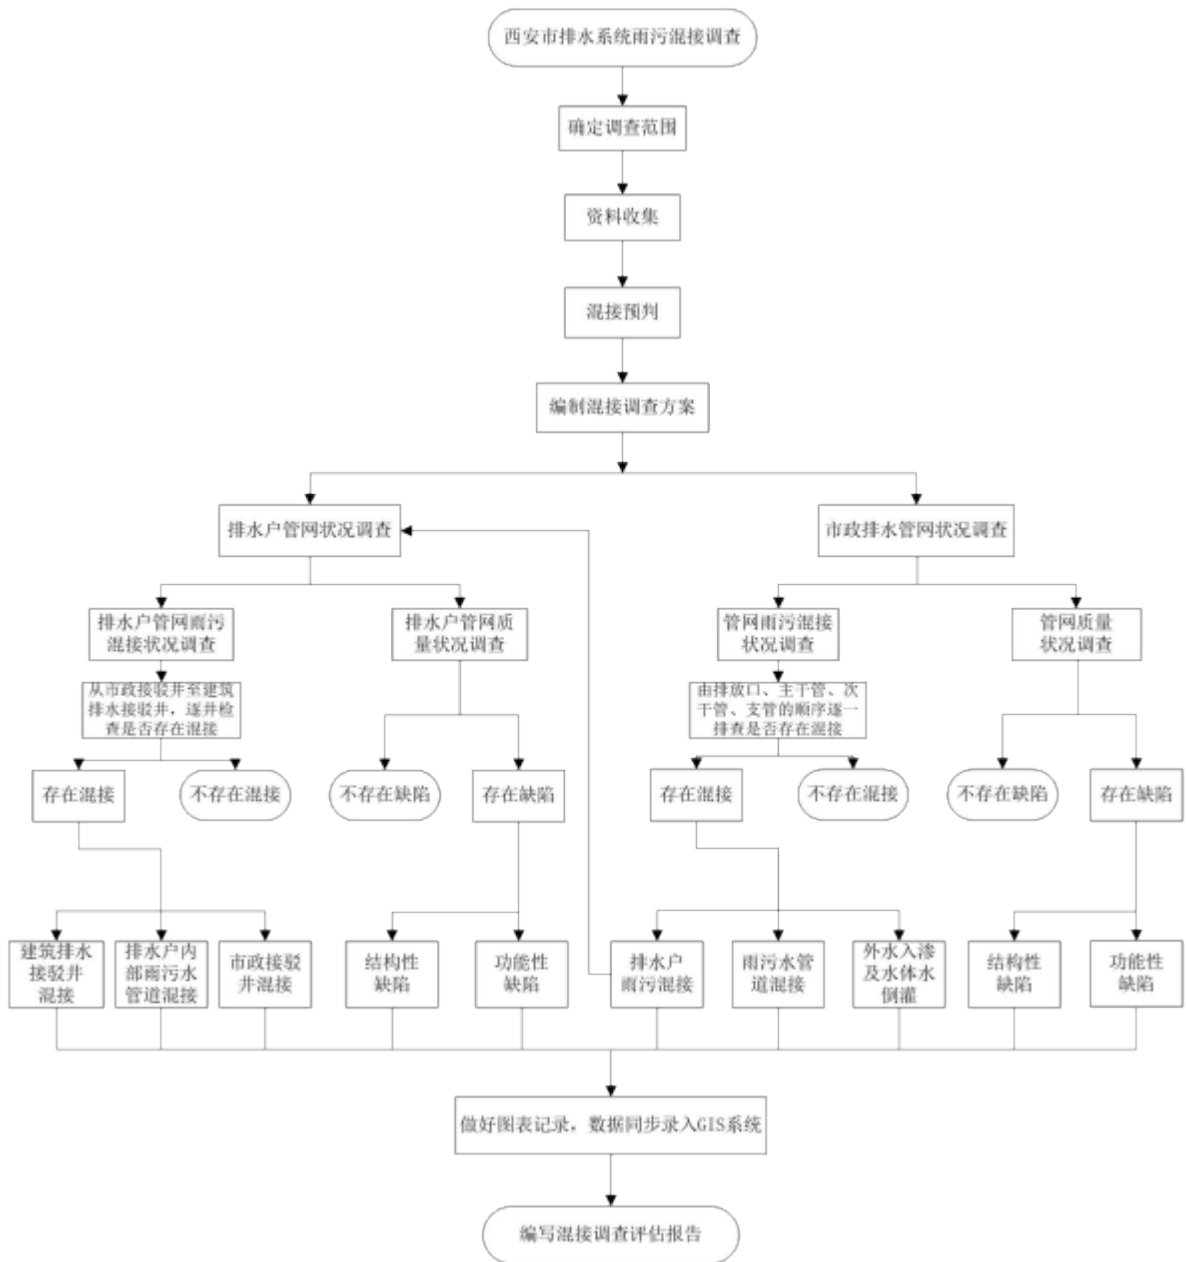 西安市排水系统雨污混接调查
确定调查范围
资料收集
混接预判
编制混接调查方案
排水户管网状况调查
市政排水管网状况调查
排水户管网雨污
混接状况调查
排水户管网质
量状况调查
管网雨污混接
状况调查
管网质量
状况调查
从市政接驳井至建筑
排水接驳井，逐井检
查是否存在混接
由排放口、主干管、次
干管、支管的顺序逐一
排查是否存在混接
存在混接
不存在混接
不存在缺陷
存在缺陷
存在混接
不存在混接
不存在缺陷
存在缺陷
建筑排水
接驳井
混接
排水户内
部雨污水
管道混接
市政接驳
井混接
结构性
缺陷
功能性
缺陷
排水户
雨污混接
雨污水管
道混接
外水入渗
及水体水
倒灌
结构性
缺陷
功能性
缺陷
做好图表记录，数据同步录入GIS系统
编写混接调查评估报告